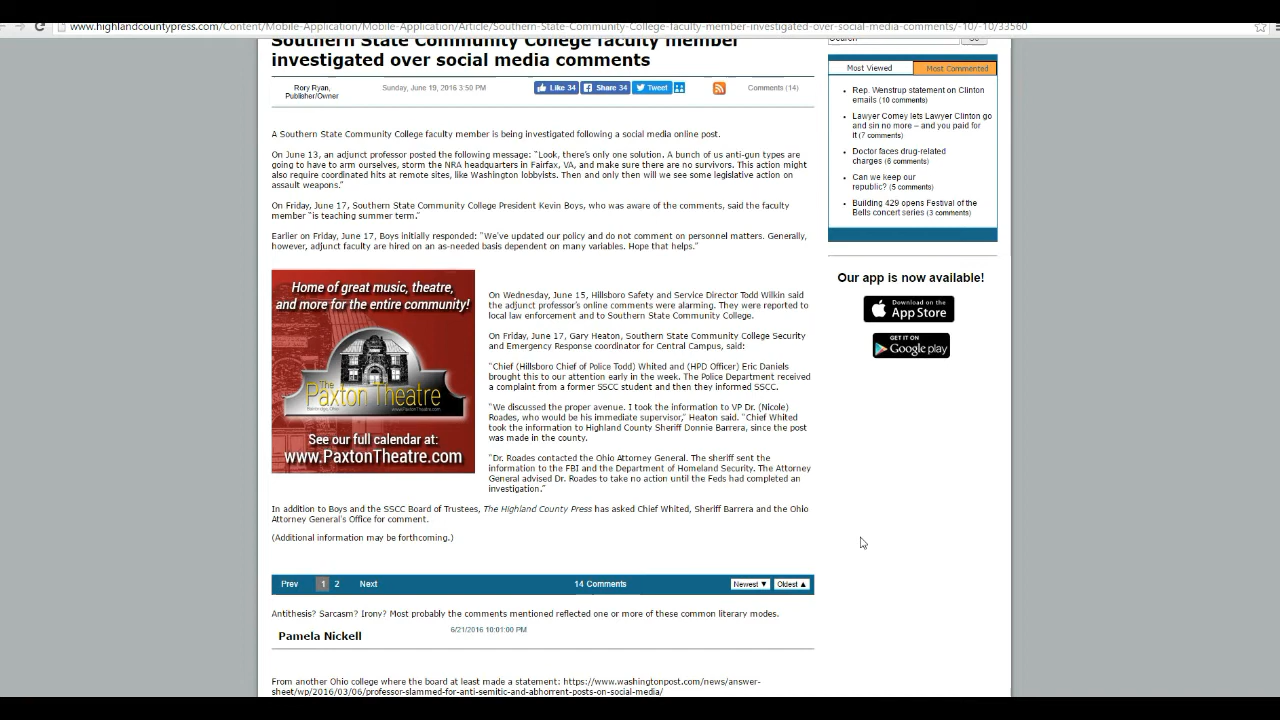 www.highlandcountypress.com/Content/Mobile-Application/Mobile-Application/Article/Southern-State-Community-College-faculty-member-investigated-over-social-media-comments/-10/-10/33560
Southern State Community College faculty member
investigated over social media comments
Rory Ryan,
Publisher/Owner
Sunday, June 19, 2016 3:50 PM
Like 34
Share 34
Tweet
Comments (14)
A Southern State Community College faculty member is being investigated following a social media online post.
On June 13, an adjunct professor posted the following message: "Look, there's only one solution. A bunch of us anti-gun types are
going to have to arm ourselves, storm the NRA headquarters in Fairfax, VA, and make sure there are no survivors. This action might
also require coordinated hits at remote sites, like Washington lobbyists. Then and only then will we see some legislative action on
assault weapons."
On Friday, June 17, Southern State Community College President Kevin Boys, who was aware of the comments, said the faculty
member "is teaching summer term."
Earlier on Friday, June 17, Boys initially responded: "We've updated our policy and do not comment on personnel matters. Generally,
however, adjunct faculty are hired on an as-needed basis dependent on many variables. Hope that helps."
Home of great music, theatre,
and more for the entire community!
The
Paxton Theatre
Bainbridge, Ohio
www.PaxtonTheatre.com
See our full calendar at:
www.PaxtonTheatre.com
On Wednesday, June 15, Hillsboro Safety and Service Director Todd Wilkin said
the adjunct professor's online comments were alarming. They were reported to
local law enforcement and to Southern State Community College.
On Friday, June 17, Gary Heaton, Southern State Community College Security
and Emergency Response coordinator for Central Campus, said:
"Chief (Hillsboro Chief of Police Todd) Whited and (HPD Officer) Eric Daniels
brought this to our attention early in the week. The Police Department received
a complaint from a former SSCC student and then they informed SSCC.
"We discussed the proper avenue. I took the information to VP Dr. (Nicole)
Roades, who would be his immediate supervisor," Heaton said. "Chief Whited
took the information to Highland County Sheriff Donnie Barrera, since the post
was made in the county.
"Dr. Roades contacted the Ohio Attorney General. The sheriff sent the
information to the FBI and the Department of Homeland Security. The Attorney
General advised Dr. Roades to take no action until the Feds had completed an
investigation."
In addition to Boys and the SSCC Board of Trustees, The Highland County Press has asked Chief Whited, Sheriff Barrera and the Ohio
Attorney General's Office for comment.
(Additional information may be forthcoming.)
Prev 1 2 Next
14 Comments
Newest ▼ Oldest ▲
Antithesis? Sarcasm? Irony? Most probably the comments mentioned reflected one or more of these common literary modes.
Pamela Nickell
6/21/2016 10:01:00 PM
From another Ohio college where the board at least made a statement: https://www.washingtonpost.com/news/answer-
sheet/wp/2016/03/06/professor-slammed-for-anti-semitic-and-abhorrent-posts-on-social-media/
Search
Go
Most Viewed
Most Commented
Rep. Wenstrup statement on Clinton
emails (10 comments)
Lawyer Comey lets Lawyer Clinton go
and sin no more – and you paid for
it (7 comments)
Doctor faces drug-related
charges (6 comments)
Can we keep our
republic? (5 comments)
Building 429 opens Festival of the
Bells concert series (3 comments)
Our app is now available!
Download on the
App Store
GET IT ON
Google play